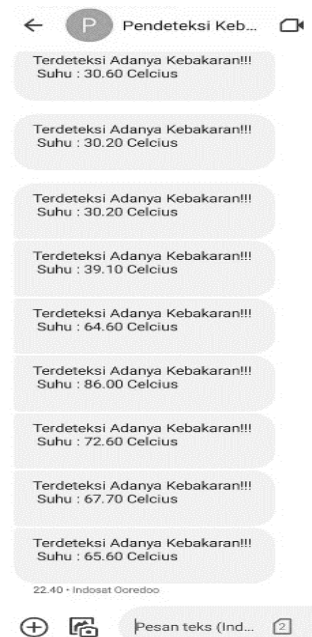 P
Pendeteksi Keb...
Terdeteksi Adanya Kebakaran!!!
Suhu : 30.60 Celcius
Terdeteksi Adanya Kebakaran!!!
Suhu : 30.20 Celcius
Terdeteksi Adanya Kebakaran!!!
Suhu : 30.20 Celcius
Terdeteksi Adanya Kebakaran!!!
Suhu : 39.10 Celcius
Terdeteksi Adanya Kebakaran!!!
Suhu : 64.60 Celcius
Terdeteksi Adanya Kebakaran!!!
Suhu : 86.00 Celcius
Terdeteksi Adanya Kebakaran!!!
Suhu : 72.60 Celcius
Terdeteksi Adanya Kebakaran!!!
Suhu : 67.70 Celcius
Terdeteksi Adanya Kebakaran!!!
Suhu : 65.60 Celcius
22.40 • Indosat Ooredoo
Pesan teks (Ind...
2